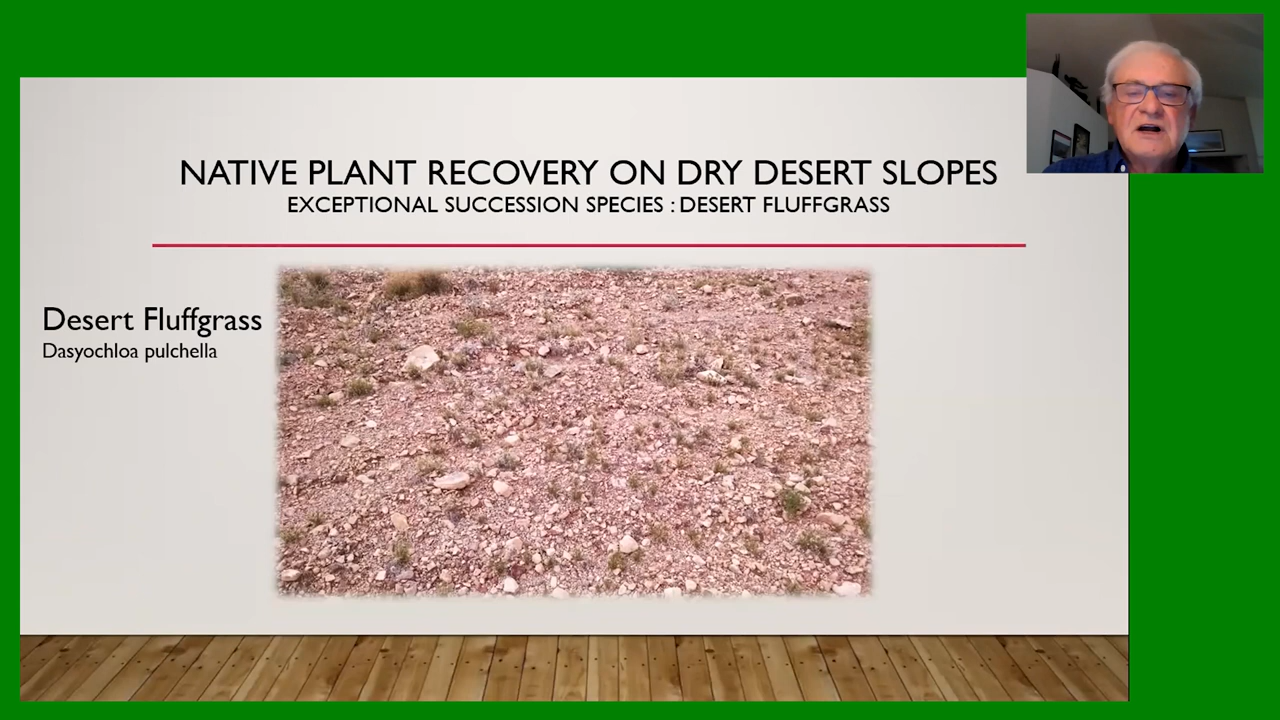 NATIVE PLANT RECOVERY ON DRY DESERT SLOPES
EXCEPTIONAL SUCCESSION SPECIES : DESERT FLUFFGRASS
Desert Fluffgrass
Dasyochloa pulchella